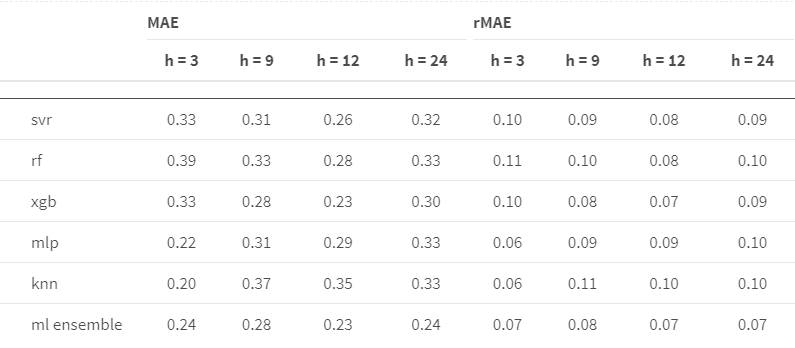 MAE rMAE
h = 3 h = 9 h = 12 h = 24 h = 3 h = 9 h = 12 h = 24
svr 0.33 0.31 0.26 0.32 0.10 0.09 0.08 0.09
rf 0.39 0.33 0.28 0.33 0.11 0.10 0.08 0.10
xgb 0.33 0.28 0.23 0.30 0.10 0.08 0.07 0.09
mlp 0.22 0.31 0.29 0.33 0.06 0.09 0.09 0.10
knn 0.20 0.37 0.35 0.33 0.06 0.11 0.10 0.10
ml ensemble 0.24 0.28 0.23 0.24 0.07 0.08 0.07 0.07